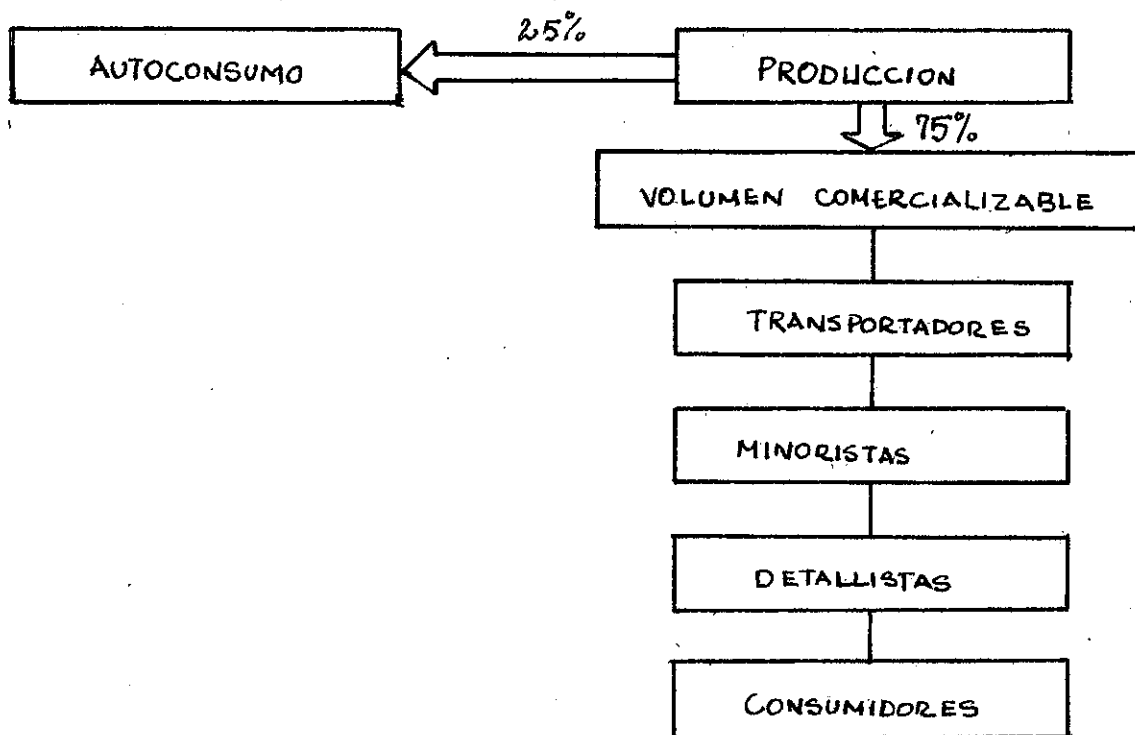 25%
AUTOCONSUMO
PRODUCCION
75%
VOLUMEN COMERCIALIZABLE
TRANSPORTADORES
MINORISTAS
DETALLISTAS
CONSUMIDORES